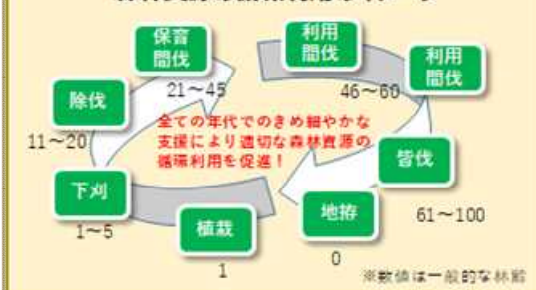 保育
間伐
利用
間伐
利用
間伐
21～45
46～60
除伐
11～20
全ての年代でのきめ細やかな
支援により適切な森林資源の
循環利用を促進！
皆伐
下刈
1～5
植栽
1
地拵
0
61～100
※数値は一般的な林齢